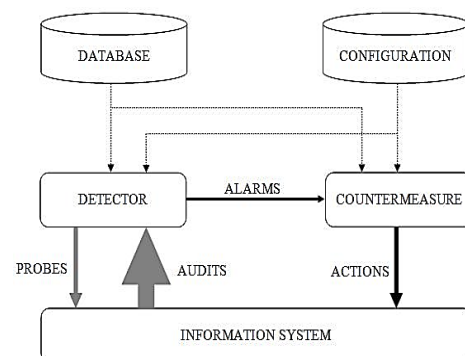 DATABASE
CONFIGURATION
DETECTOR
ALARMS
COUNTERMEASURE
PROBES
AUDITS
ACTIONS
INFORMATION SYSTEM